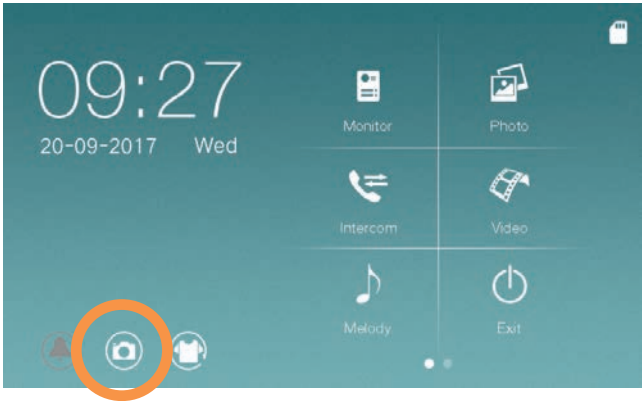 09:27
20-09-2017 Wed
Monitor
Photo
Intercom
Video
Melody
Exit